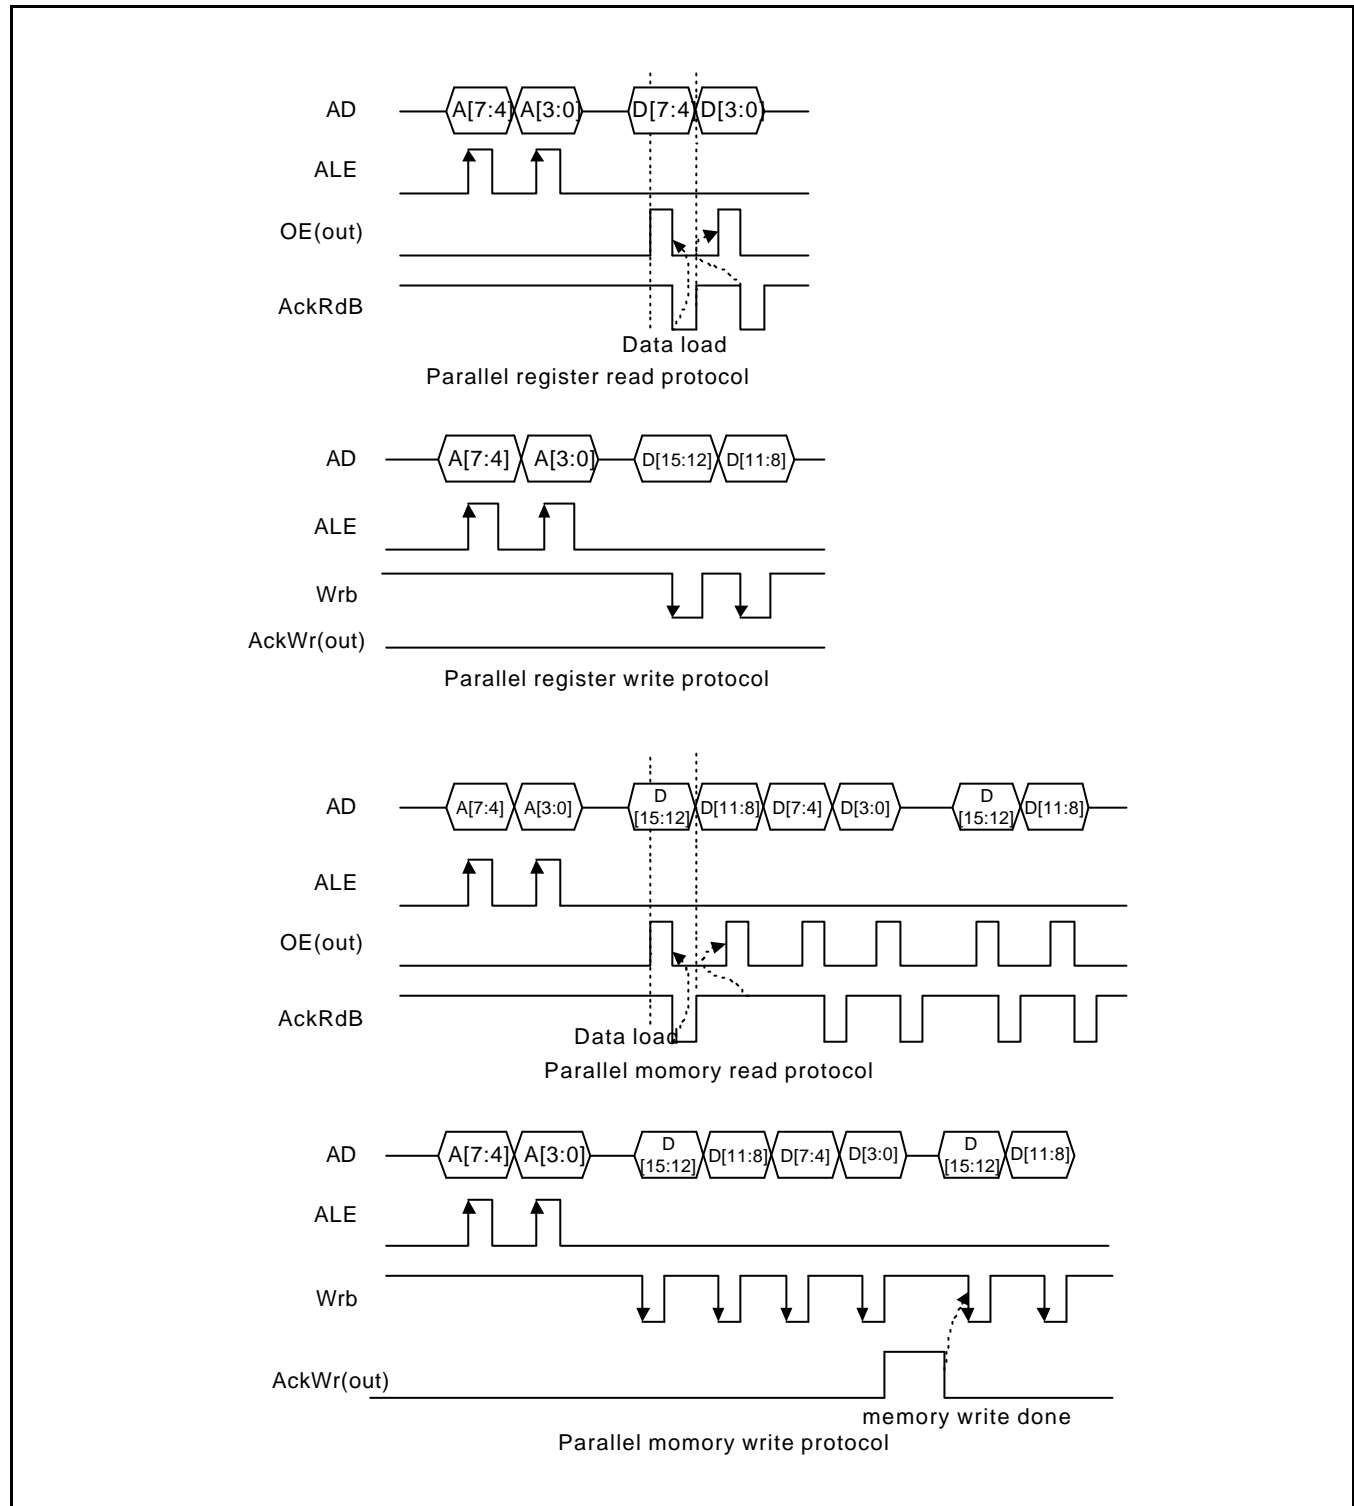 AD A[7:4] A[3:0] D[7:4] D[3:0]
ALE
OE(out)
AckRdB
Data load
Parallel register read protocol
AD A[7:4] A[3:0] D[15:12] D[11:8]
ALE
Wrb
AckWr(out)
Parallel register write protocol
AD A[7:4] A[3:0] D [15:12] D[11:8] D[7:4] D[3:0] D [15:12] D[11:8]
ALE
OE(out)
AckRdB
Data load
Parallel momory read protocol
AD A[7:4] A[3:0] D [15:12] D[11:8] D[7:4] D[3:0] D [15:12] D[11:8]
ALE
Wrb
AckWr(out)
memory write done
Parallel momory write protocol